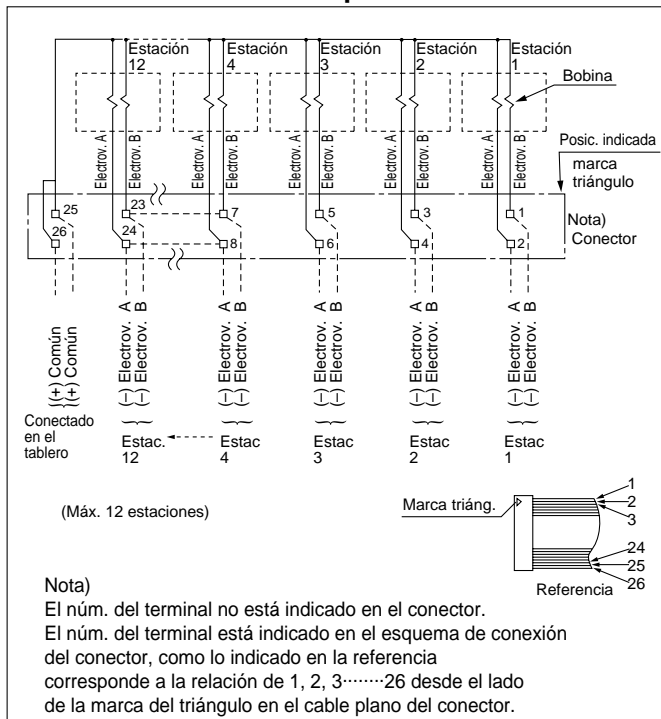 Estación 12
Estación 4
Estación 3
Estación 2
Estación 1
Bobina
Electrov. A
Electrov. B
Electrov. A
Electrov. B
Electrov. A
Electrov. B
Electrov. A
Electrov. B
Electrov. A
Electrov. B
Posic. indicada
marca
triángulo
25
23
7
5
3
1
26
24
8
6
4
2
Nota)
Conector
(+) Común
(+) Común
(–) Electrov. A
(–) Electrov. B
(–) Electrov. A
(–) Electrov. B
(–) Electrov. A
(–) Electrov. B
(–) Electrov. A
(–) Electrov. B
(–) Electrov. A
(–) Electrov. B
Conectado
en el
tablero
Estac.
12
Estac
4
Estac
3
Estac
2
Estac
1
(Máx. 12 estaciones)
Marca triáng.
1
2
3
24
25
26
Referencia
Nota)
El núm. del terminal no está indicado en el conector.
El núm. del terminal está indicado en el esquema de conexión
del conector, como lo indicado en la referencia
corresponde a la relación de 1, 2, 3········26 desde el lado
de la marca del triángulo en el cable plano del conector.